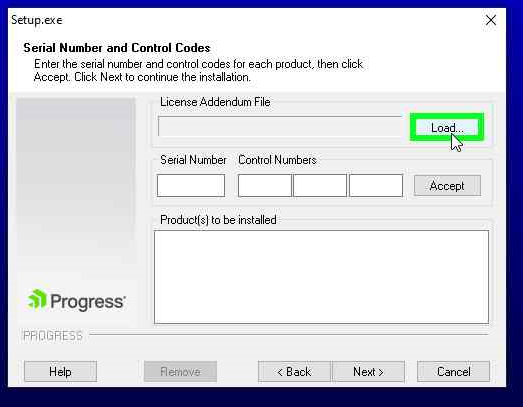 Setup.exe
Serial Number and Control Codes
Enter the serial number and control codes for each product, then click
Accept. Click Next to continue the installation.
License Addendum File
Load...
Serial Number Control Numbers
Accept
Product(s) to be installed
Progress®
PROGRESS
Help Remove < Back Next > Cancel